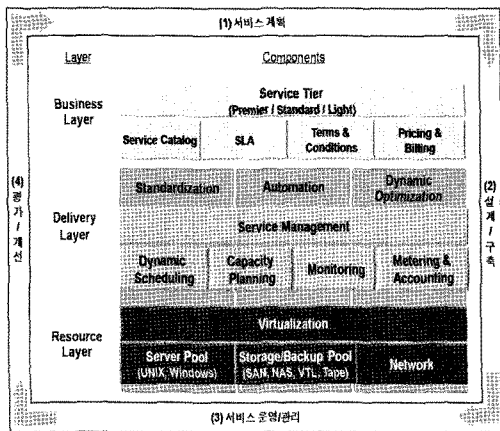 (1) 서비스 계획
Layer
Components
Business
Layer
Service Tier
(Premier / Standard / Light)
Service Catalog
SLA
Terms &
Conditions
Pricing &
Billing
(4)
평
가
/
개
선
(2)
설
계
/
구
축
Delivery
Layer
Standardization
Automation
Dynamic
Optimization
Service Management
Dynamic
Scheduling
Capacity
Planning
Monitoring
Metering
& Accounting
Resource
Layer
Virtualization
Server Pool
(UNIX, Windows)
Storage/Backup Pool
(SAN, NAS, VTL, Tape)
Network
(3) 서비스 운영/관리